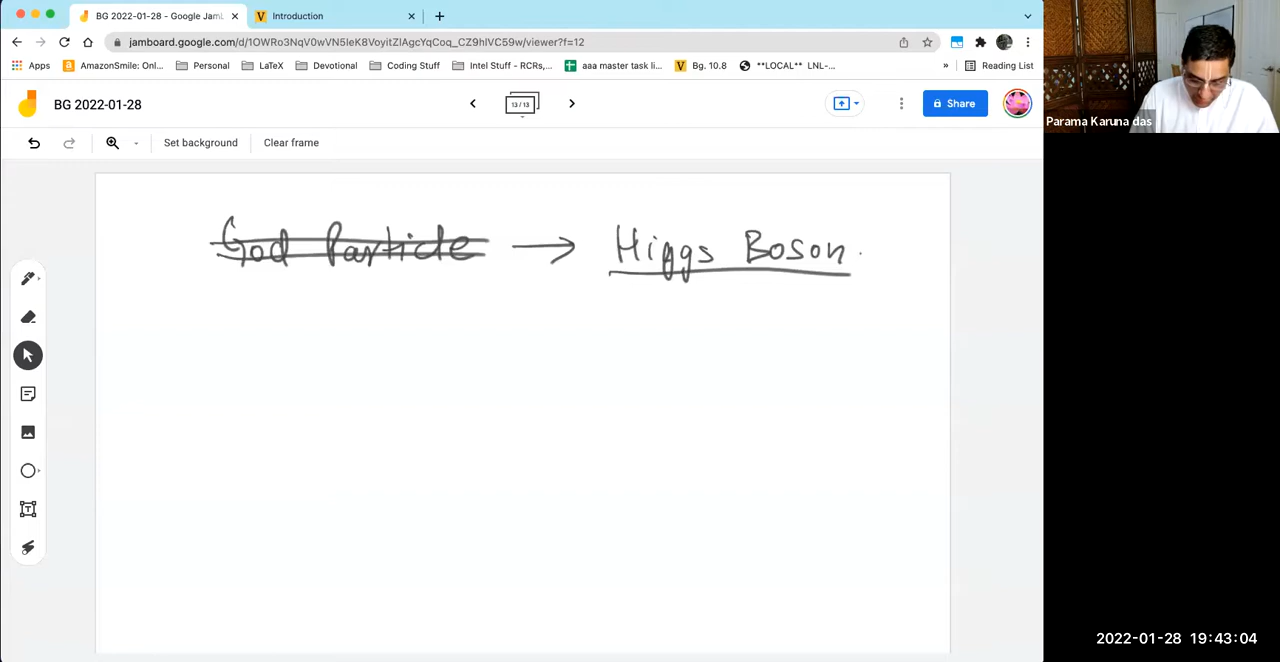 BG 2022-01-28 - Google Jam
Introduction
jamboard.google.com/d/1OWRo3NqV0wVN5leK8VoyitZlAgcYqCoq_CZ9hlVC59w/viewer?f=12
Apps AmazonSmile: Onl... Personal LaTeX Devotional Coding Stuff Intel Stuff - RCRs,... aaa master task li... Bg. 10.8 **LOCAL** LNL-... » Reading List
BG 2022-01-28
13 / 13
Share
Set background Clear frame
Parama Karuna das
God Particle → Higgs Boson.
2022-01-28 19:43:04